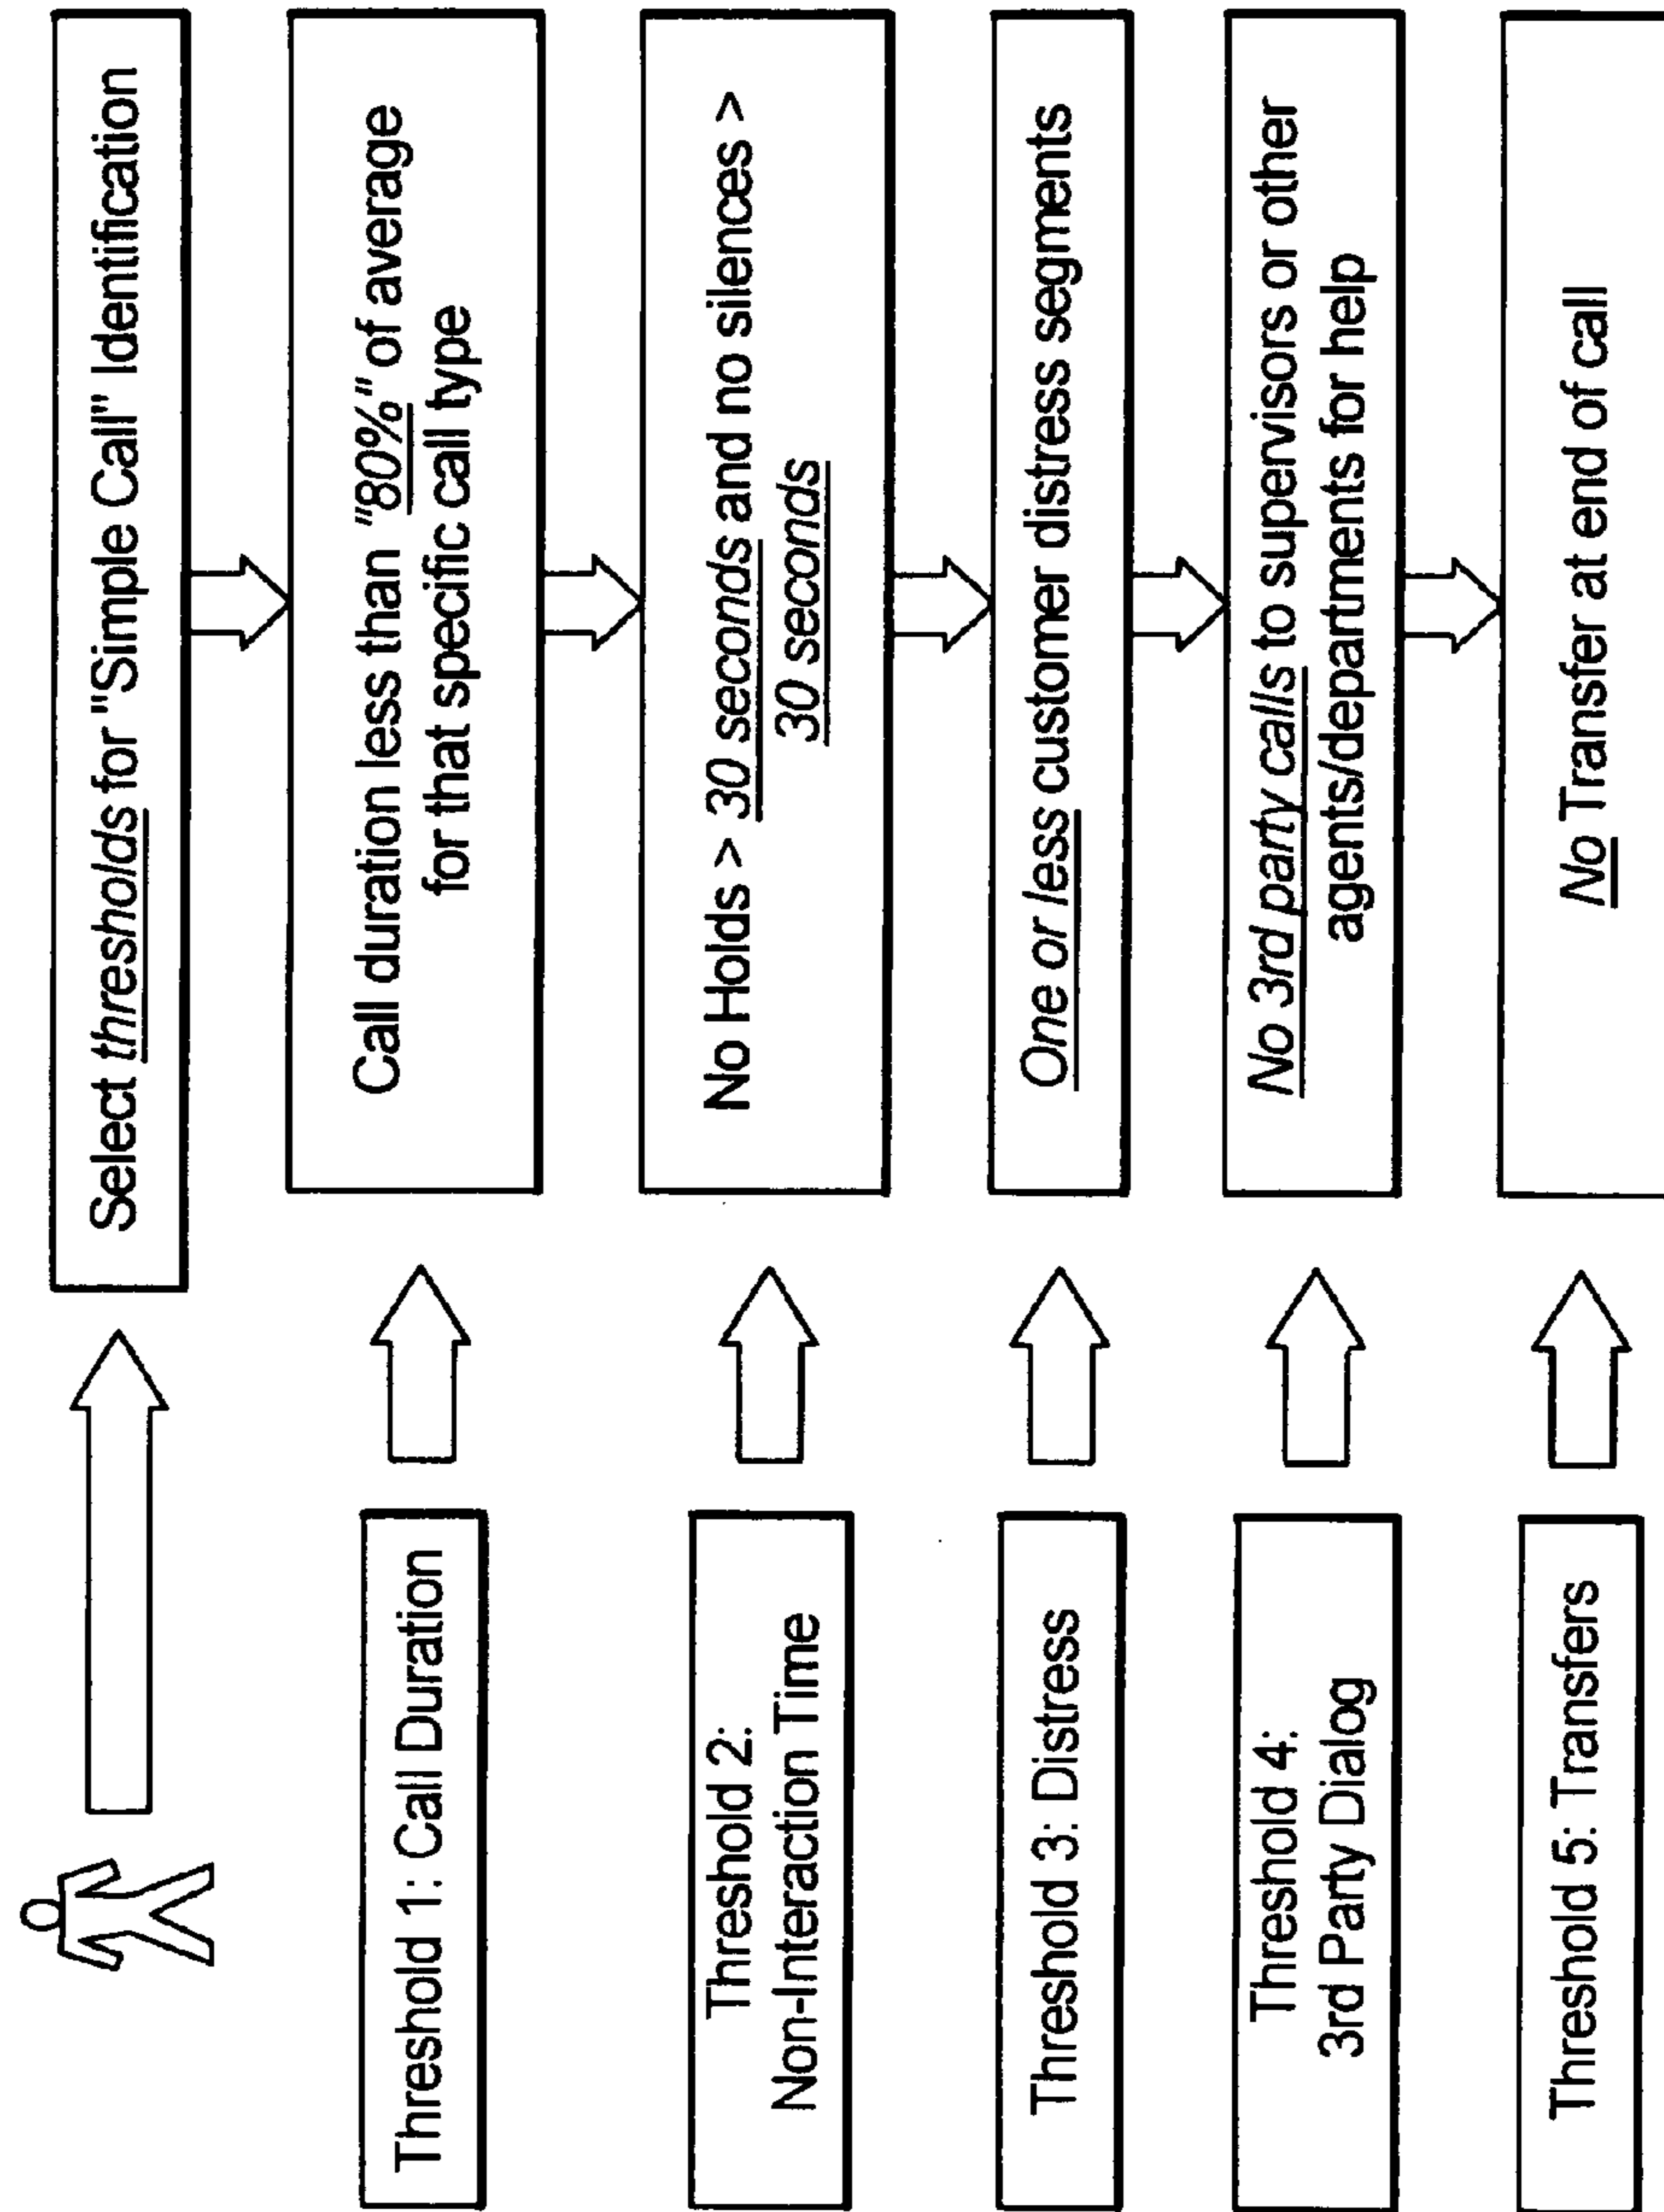 Select thresholds for "Simple Call" Identification
Threshold 1: Call Duration
Call duration less than "80%" of average
for that specific call type
Threshold 2:
Non-Interaction Time
No Holds > 30 seconds and no silences >
30 seconds
Threshold 3: Distress
One or less customer distress segments
Threshold 4:
3rd Party Dialog
No 3rd party calls to supervisors or other
agents/departments for help
Threshold 5: Transfers
No Transfer at end of call